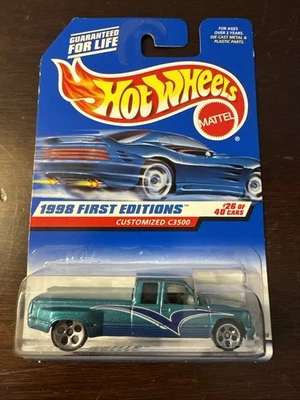 GUARANTEED
FOR LIFE
FOR AGES
OVER 3 YEARS.
DIE CAST METAL &
PLASTIC PARTS.
Hot Wheels
MATTEL
1998 FIRST EDITIONS™
#26 OF
40 CARS
CUSTOMIZED C3500